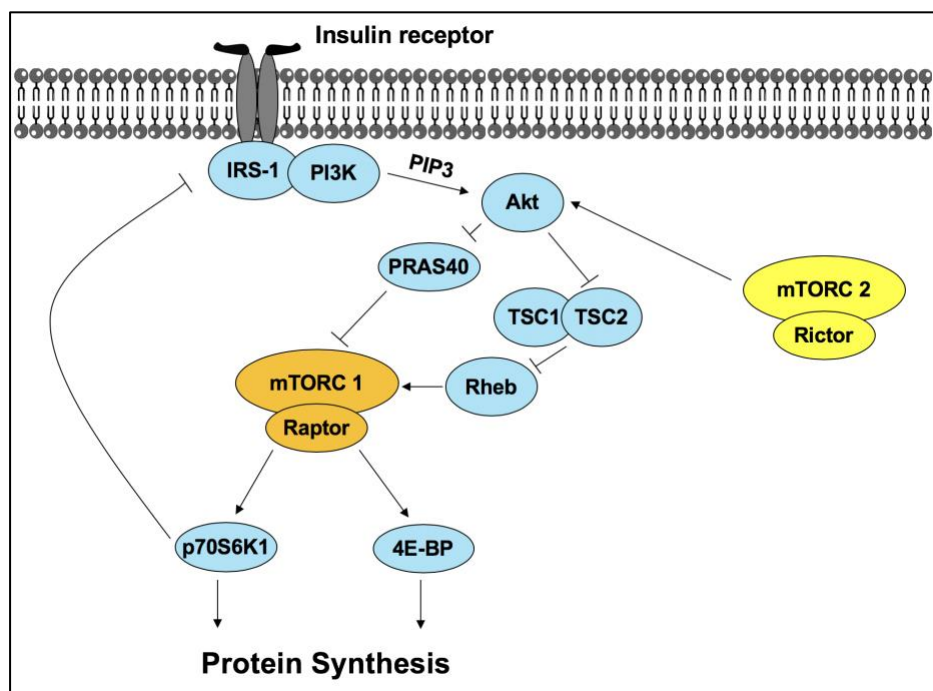 Insulin receptor
IRS-1
PI3K
PIP3
Akt
PRAS40
TSC1
TSC2
mTORC 2
Rictor
mTORC 1
Raptor
Rheb
p70S6K1
4E-BP
Protein Synthesis